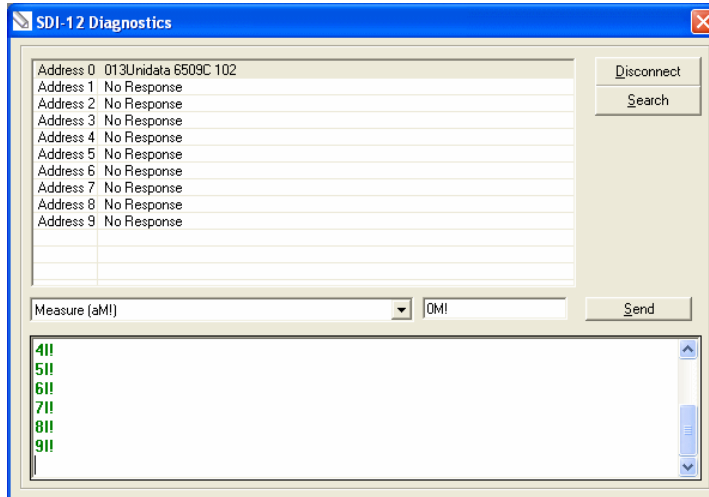 SDI-12 Diagnostics
Address 0 013Unidata 6509C 102
Address 1 No Response
Address 2 No Response
Address 3 No Response
Address 4 No Response
Address 5 No Response
Address 6 No Response
Address 7 No Response
Address 8 No Response
Address 9 No Response
Disconnect
Search
Measure (aM!)
0M!
Send
4I!
5I!
6I!
7I!
8I!
9I!